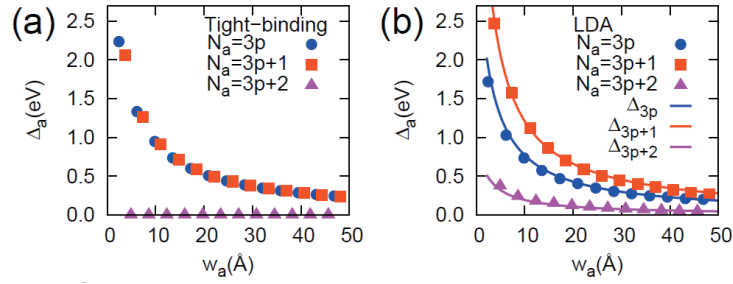 (a)
Tight-binding
Nₐ=3p
Nₐ=3p+1
Nₐ=3p+2
Δₐ(eV)
2.5
2.0
1.5
1.0
0.5
0.0
0 10 20 30 40 50
wₐ(Å)
(b)
LDA
Nₐ=3p
Nₐ=3p+1
Nₐ=3p+2
Δ₃ₚ
Δ₃ₚ₊₁
Δ₃ₚ₊₂
Δₐ(eV)
2.5
2.0
1.5
1.0
0.5
0.0
0 10 20 30 40 50
wₐ(Å)